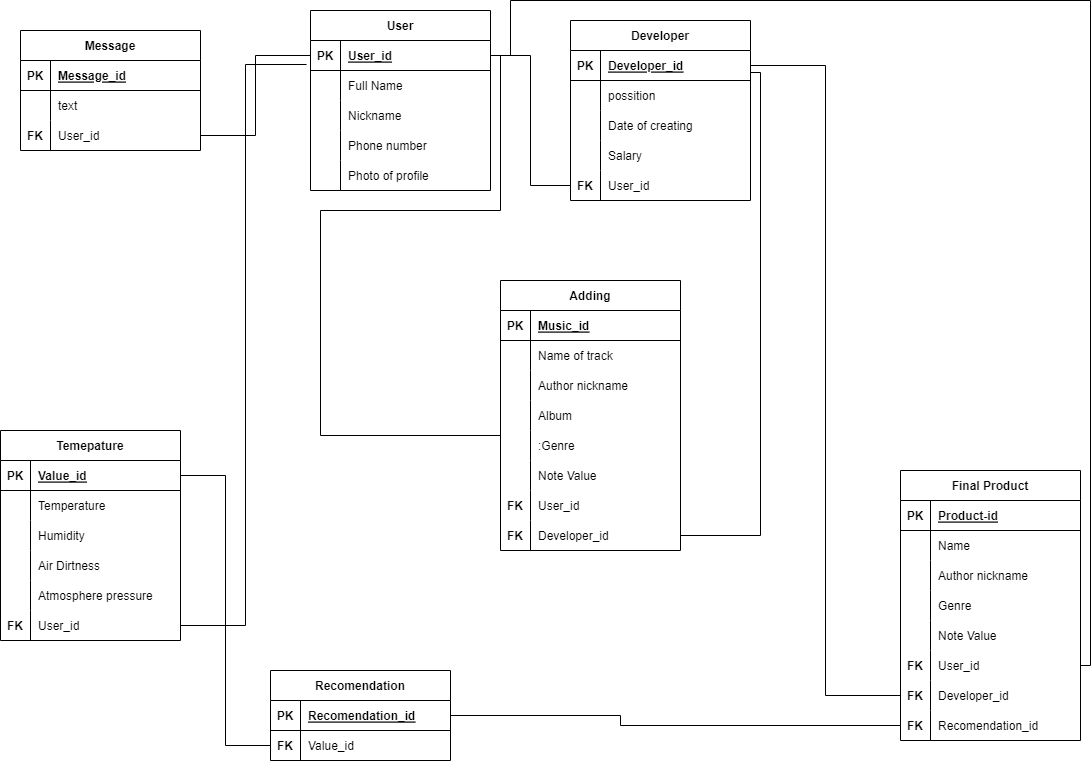 Message
PK Message_id
text
FK User_id
User
PK User_id
Full Name
Nickname
Phone number
Photo of profile
Developer
PK Developer_id
possition
Date of creating
Salary
FK User_id
Adding
PK Music_id
Name of track
Author nickname
Album
:Genre
Note Value
FK User_id
FK Developer_id
Temepature
PK Value_id
Temperature
Humidity
Air Dirtness
Atmosphere pressure
FK User_id
Recomendation
PK Recomendation_id
FK Value_id
Final Product
PK Product-id
Name
Author nickname
Genre
Note Value
FK User_id
FK Developer_id
FK Recomendation_id